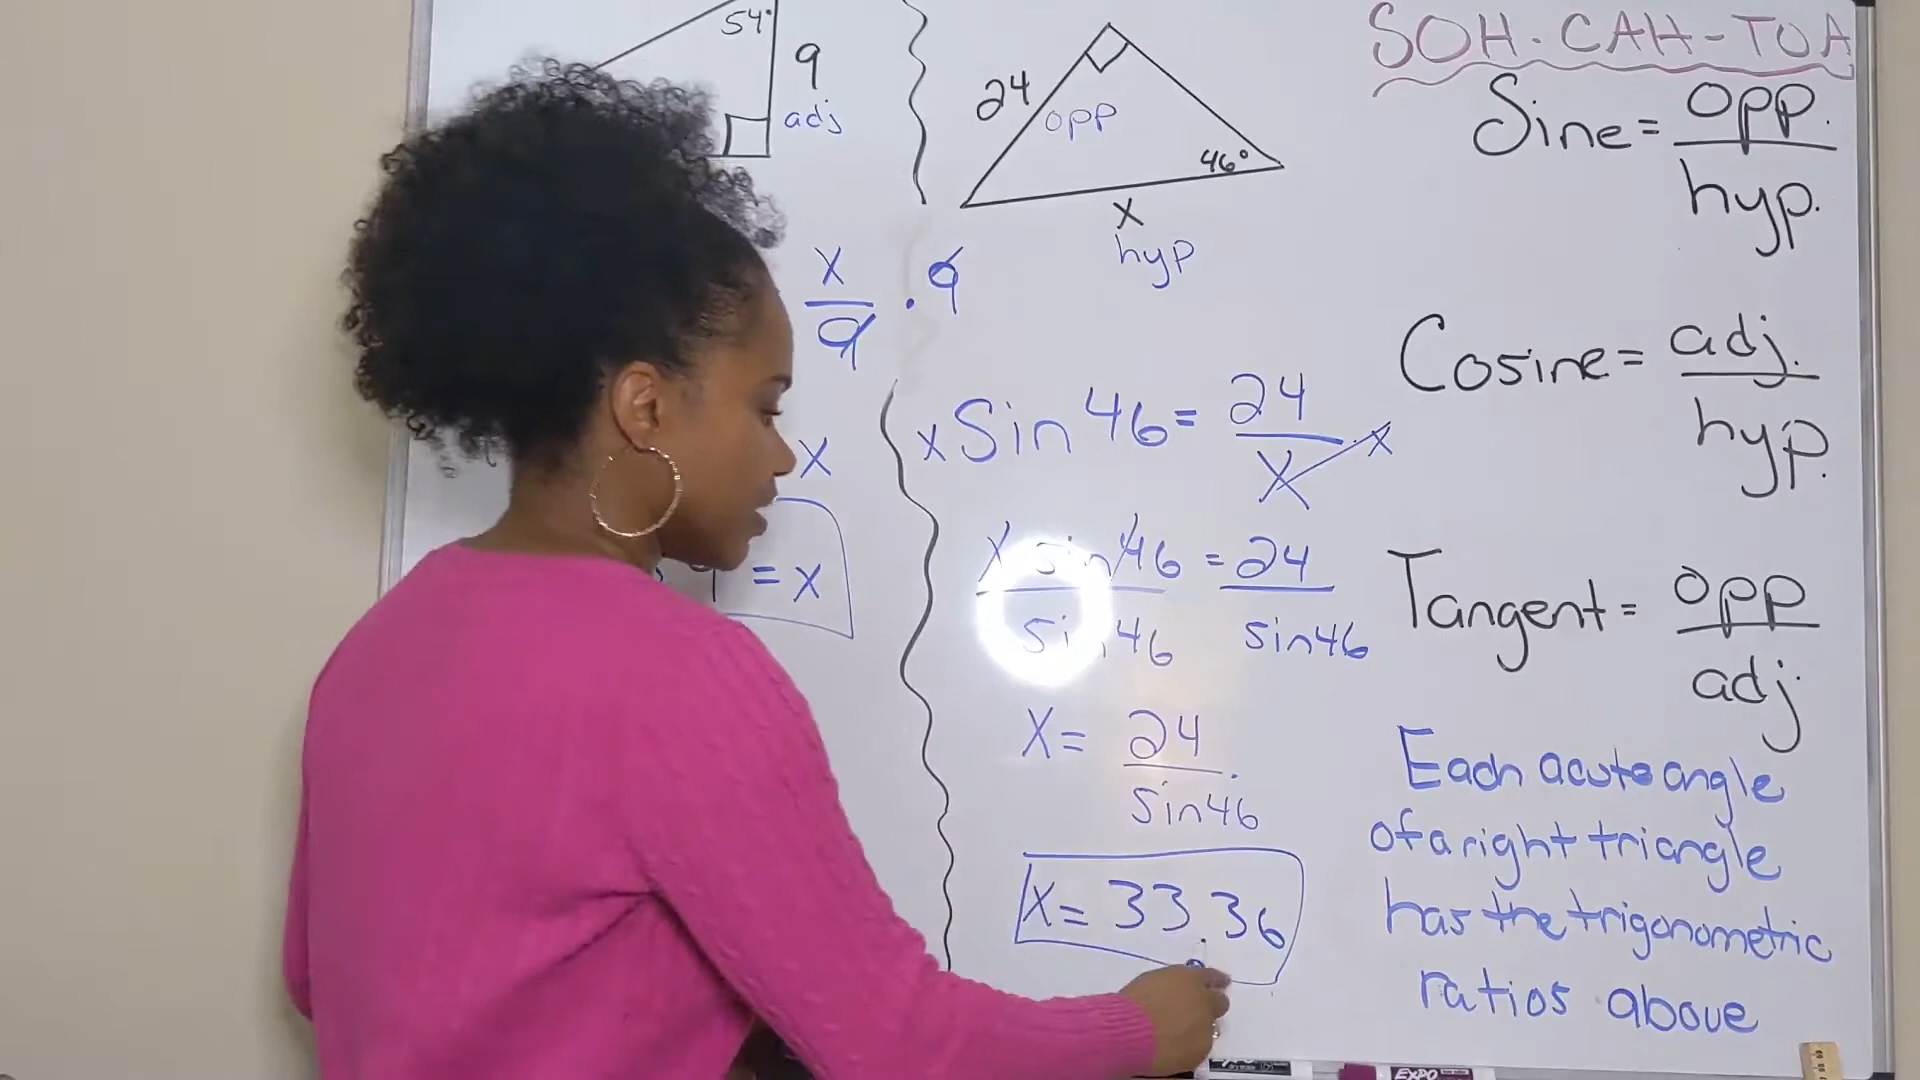 54°
9
adj
x/9 · 9
x
= x
24
opp
46°
x
hyp
x Sin 46 = 24/x · x
x sin 46 / sin 46 = 24 / sin 46
x = 24 / sin 46
x = 33.36
SOH-CAH-TOA
Sine = opp. / hyp.
Cosine = adj. / hyp.
Tangent = opp / adj
Each acute angle
of a right triangle
has the trigonometric
ratios above
EXPO